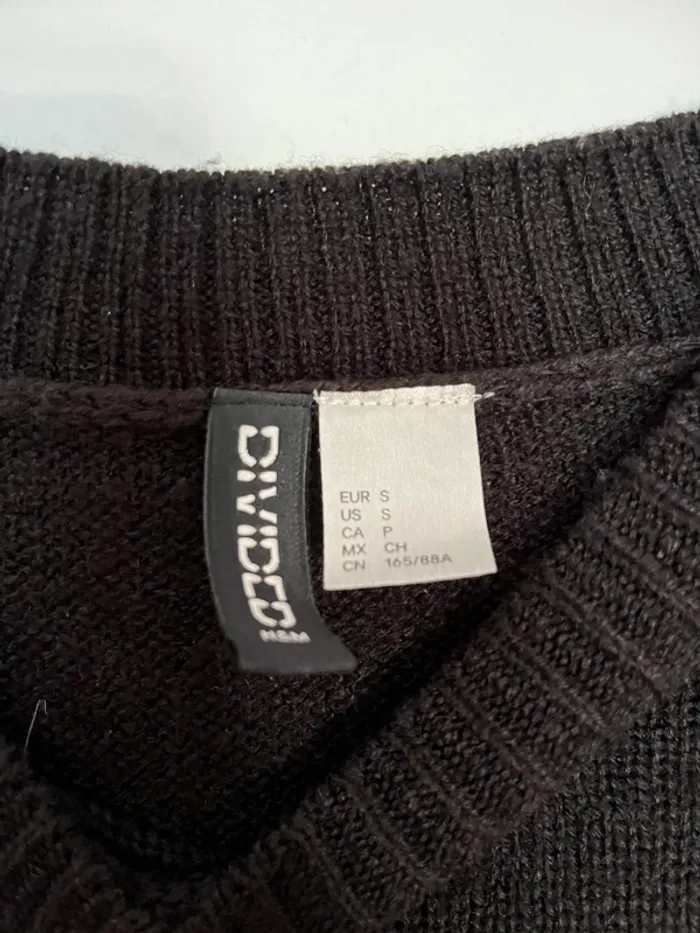 DIVIDED
H&M
EUR S
US S
CA P
MX CH
CN 165/88A